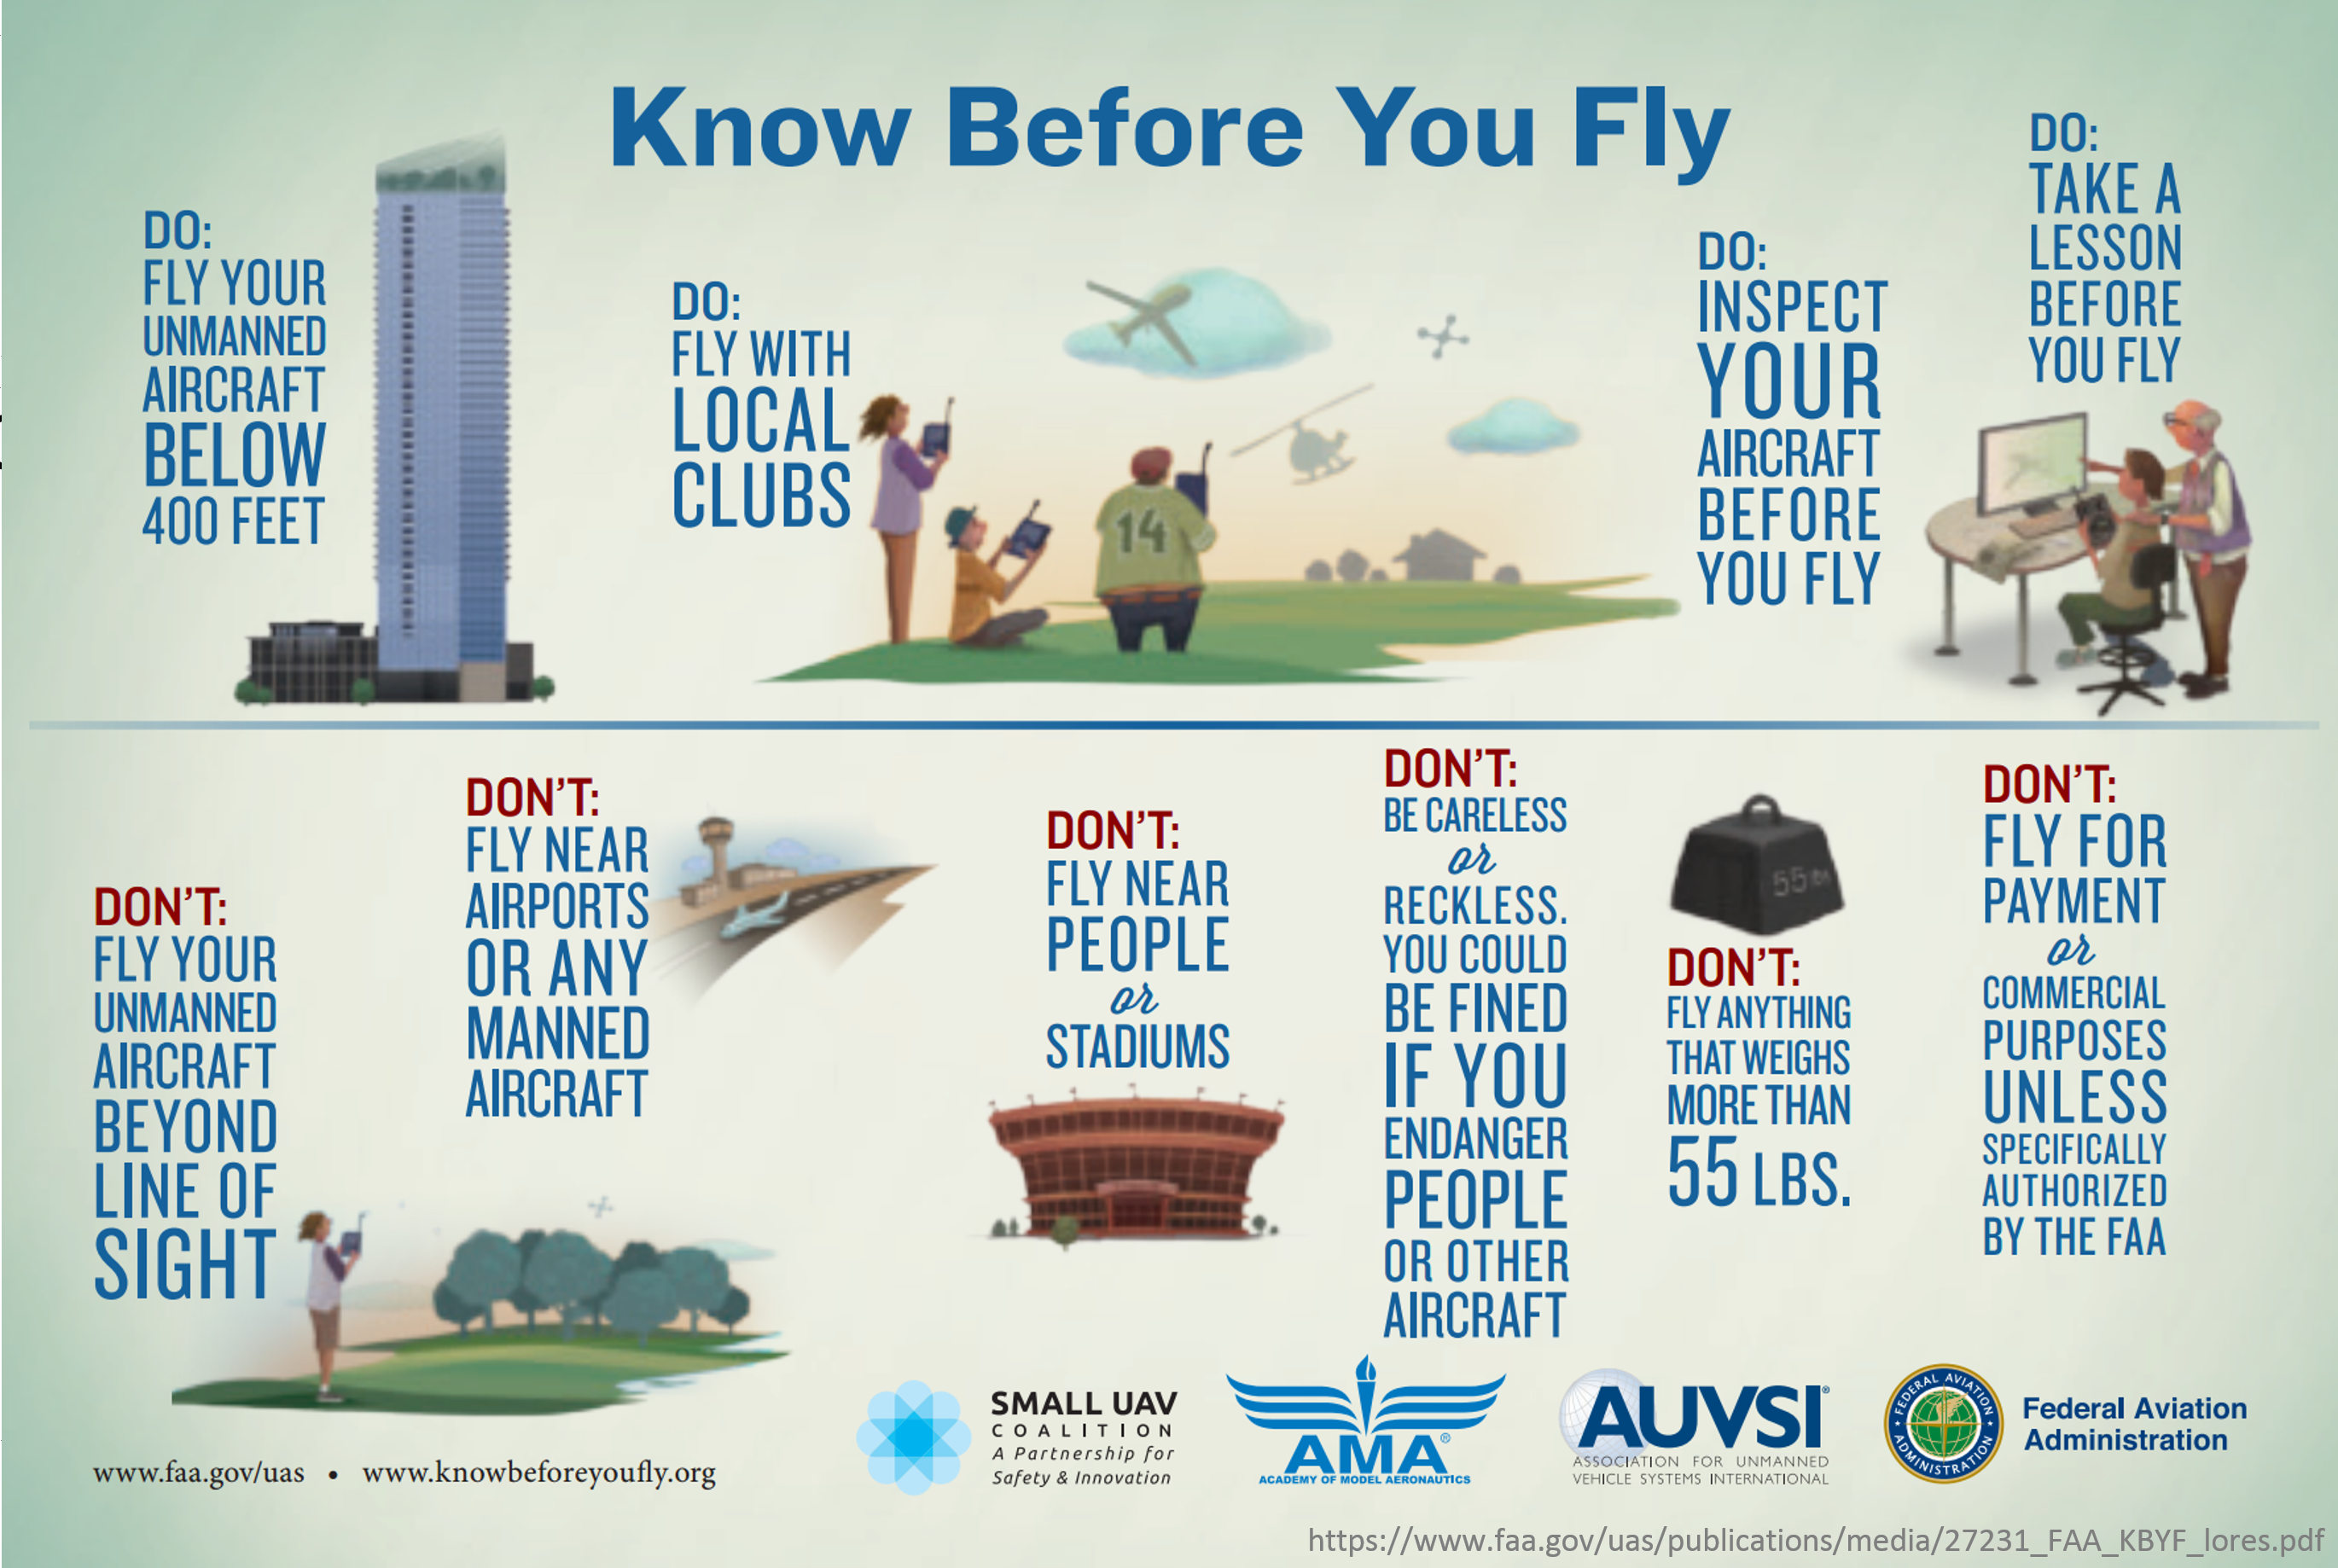 Know Before You Fly
DO:
FLY YOUR
UNMANNED
AIRCRAFT
BELOW
400 FEET
DO:
FLY WITH
LOCAL
CLUBS
14
DO:
INSPECT
YOUR
AIRCRAFT
BEFORE
YOU FLY
DO:
TAKE A
LESSON
BEFORE
YOU FLY
DON'T:
FLY YOUR
UNMANNED
AIRCRAFT
BEYOND
LINE OF
SIGHT
DON'T:
FLY NEAR
AIRPORTS
OR ANY
MANNED
AIRCRAFT
DON'T:
FLY NEAR
PEOPLE
or
STADIUMS
DON'T:
BE CARELESS
or
RECKLESS.
YOU COULD
BE FINED
IF YOU
ENDANGER
PEOPLE
OR OTHER
AIRCRAFT
55 lbs
DON'T:
FLY ANYTHING
THAT WEIGHS
MORE THAN
55 LBS.
DON'T:
FLY FOR
PAYMENT
or
COMMERCIAL
PURPOSES
UNLESS
SPECIFICALLY
AUTHORIZED
BY THE FAA
www.faa.gov/uas • www.knowbeforeyoufly.org
SMALL UAV
COALITION
A Partnership for
Safety & Innovation
AMA®
ACADEMY OF MODEL AERONAUTICS
AUVSI®
ASSOCIATION FOR UNMANNED
VEHICLE SYSTEMS INTERNATIONAL
FEDERAL AVIATION
ADMINISTRATION
Federal Aviation
Administration
https://www.faa.gov/uas/publications/media/27231_FAA_KBYF_lores.pdf